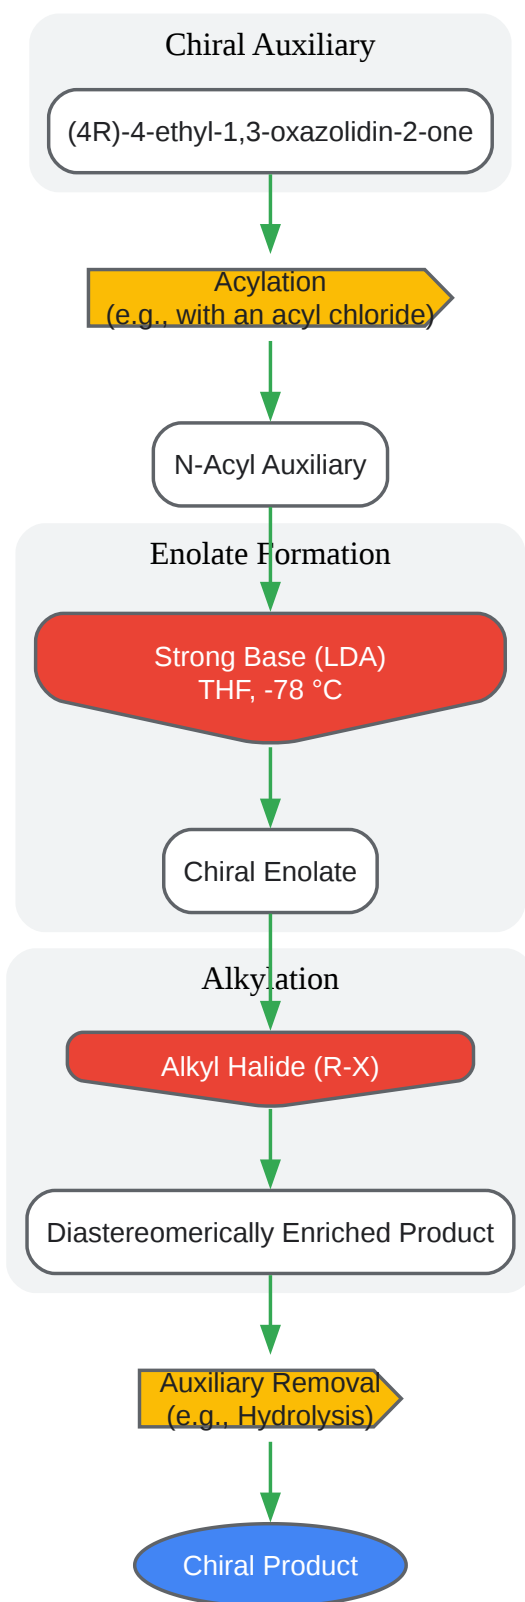 Chiral Auxiliary
(4R)-4-ethyl-1,3-oxazolidin-2-one
Acylation
(e.g., with an acyl chloride)
N-Acyl Auxiliary
Enolate Formation
Strong Base (LDA)
THF, -78 °C
Chiral Enolate
Alkylation
Alkyl Halide (R-X)
Diastereomerically Enriched Product
Auxiliary Removal
(e.g., Hydrolysis)
Chiral Product